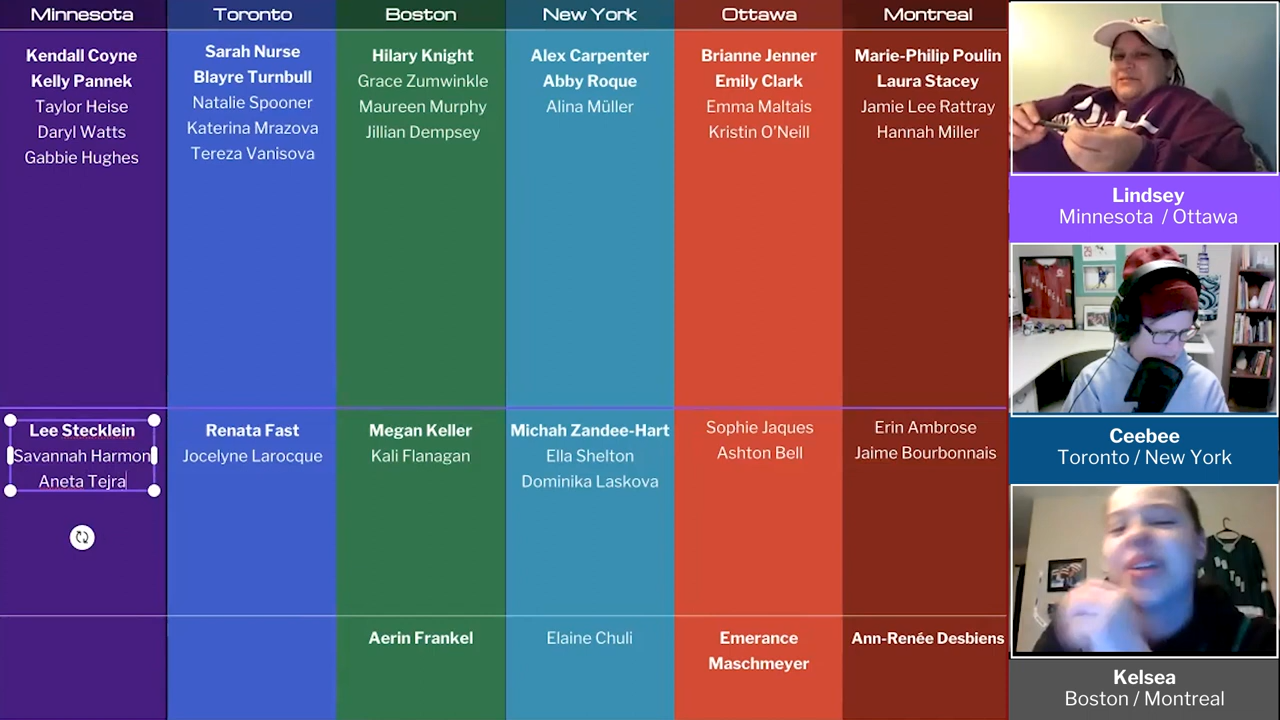 Minnesota
Kendall Coyne
Kelly Pannek
Taylor Heise
Daryl Watts
Gabbie Hughes
Lee Stecklein
Savannah Harmon
Aneta Tejra
Toronto
Sarah Nurse
Blayre Turnbull
Natalie Spooner
Katerina Mrazova
Tereza Vanisova
Renata Fast
Jocelyne Larocque
Boston
Hilary Knight
Grace Zumwinkle
Maureen Murphy
Jillian Dempsey
Megan Keller
Kali Flanagan
Aerin Frankel
New York
Alex Carpenter
Abby Roque
Alina Müller
Michah Zandee-Hart
Ella Shelton
Dominika Laskova
Elaine Chuli
Ottawa
Brianne Jenner
Emily Clark
Emma Maltais
Kristin O'Neill
Sophie Jaques
Ashton Bell
Emerance
Maschmeyer
Montreal
Marie-Philip Poulin
Laura Stacey
Jamie Lee Rattray
Hannah Miller
Erin Ambrose
Jaime Bourbonnais
Ann-Renée Desbiens
Lindsey
Minnesota / Ottawa
Ceebee
Toronto / New York
Kelsea
Boston / Montreal